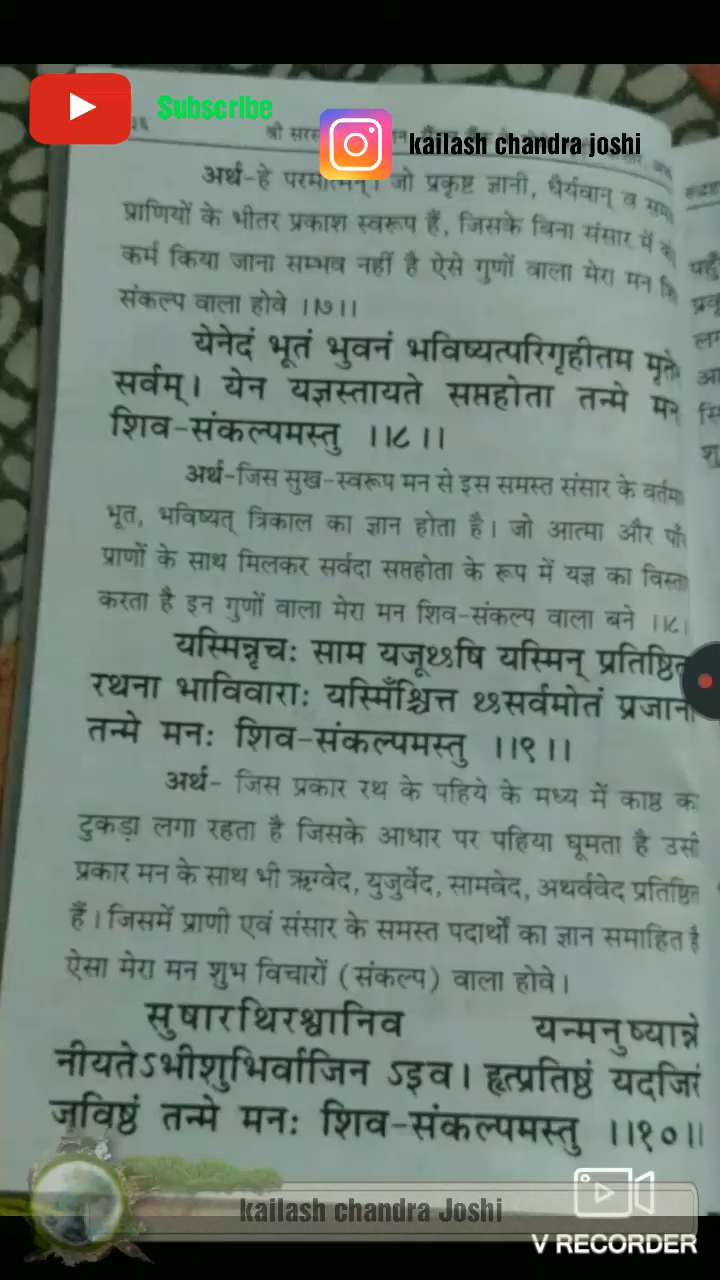 Subscribe
kailash chandra joshi
श्री
अर्थ-हे परमात्मन्। जो प्रकृष्ट ज्ञानी, धैर्यवान् व
प्राणियों के भीतर प्रकाश स्वरूप हैं, जिसके बिना संसार में
कर्म किया जाना सम्भव नहीं है ऐसे गुणों वाला मेरा मन
संकल्प वाला होवे ।।७।।
येनेदं भूतं भुवनं भविष्यत्परिगृहीतम मृते
सर्वम्। येन यज्ञस्तायते सप्तहोता तन्मे मन
शिव-संकल्पमस्तु ।।८।।
अर्थ-जिस सुख-स्वरूप मन से इस समस्त संसार के वर्तमा
भूत, भविष्यत् त्रिकाल का ज्ञान होता है। जो आत्मा और
प्राणों के साथ मिलकर सर्वदा सप्तहोता के रूप में यज्ञ का विस्ता
करता है इन गुणों वाला मेरा मन शिव-संकल्प वाला बने ।।८।
यस्मिन्नृचः साम यजूᳬषि यस्मिन् प्रतिष्ठित
रथना भाविवाराः यस्मिँश्चित्त ᳬसर्वमोतं प्रजाना
तन्मे मनः शिव-संकल्पमस्तु ।।९।।
अर्थ- जिस प्रकार रथ के पहिये के मध्य में काष्ठ का
टुकड़ा लगा रहता है जिसके आधार पर पहिया घूमता है उसी
प्रकार मन के साथ भी ऋग्वेद, युजुर्वेद, सामवेद, अथर्ववेद प्रतिष्ठित
हैं। जिसमें प्राणी एवं संसार के समस्त पदार्थों का ज्ञान समाहित है
ऐसा मेरा मन शुभ विचारों (संकल्प) वाला होवे।
सुषारथिरश्वानिव यन्मनुष्यान्ने
नीयतेऽभीशुभिर्वाजिन ऽइव। हृत्प्रतिष्ठं यदजिरं
जविष्ठं तन्मे मनः शिव-संकल्पमस्तु ।।१०।।
kailash chandra Joshi
V RECORDER